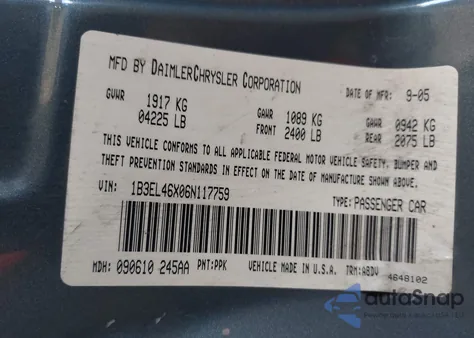 MFD BY DAIMLERCHRYSLER CORPORATION
DATE OF MFR: 9-05
GVWR 1917 KG GAWR 1089 KG GAWR 0942 KG
04225 LB FRONT 2400 LB REAR 2075 LB
THIS VEHICLE CONFORMS TO ALL APPLICABLE FEDERAL MOTOR VEHICLE SAFETY, BUMPER AND
THEFT PREVENTION STANDARDS IN EFFECT ON THE DATE OF MANUFACTURE SHOWN ABOVE.
VIN: 1B3EL46X06N117759 TYPE: PASSENGER CAR
MDH: 090610 245AA PNT: PPK VEHICLE MADE IN U.S.A. TRM: A8DV
4648102
autoSnap